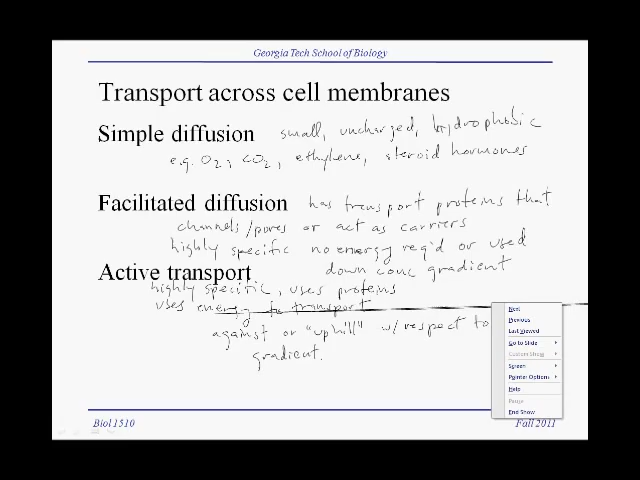 Georgia Tech School of Biology
Transport across cell membranes
Simple diffusion small, uncharged, hydrophobic
e.g. O2, CO2, ethylene, steroid hormones
Facilitated diffusion has transport proteins that
channels/pores or act as carriers
highly specific no energy req'd or used
Active transport down conc gradient
highly specific, uses proteins
uses energy to transport
against or "uphill" w/ respect to
gradient.
Next
Previous
Last Viewed
Go to Slide
Custom Show
Screen
Pointer Options
Help
Pause
End Show
Biol 1510
Fall 2011